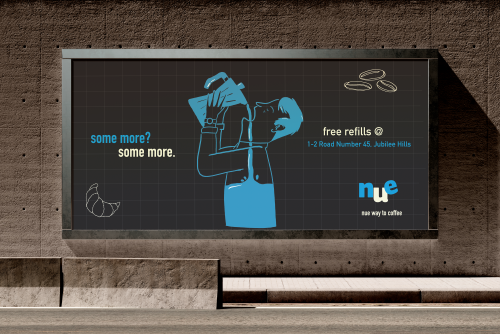 some more?
some more.
free refills @
1-2 Road Number 45, Jubilee Hills
nue
nue way to coffee